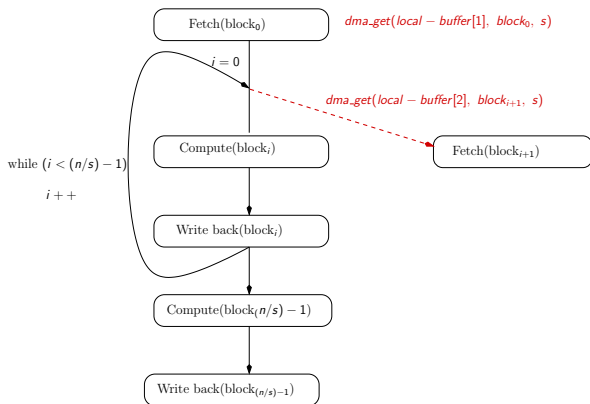 Fetch(block₀)
dma_get(local − buffer[1], block₀, s)
i = 0
dma_get(local − buffer[2], blockᵢ₊₁, s)
Compute(blockᵢ)
Fetch(blockᵢ₊₁)
while (i < (n/s) − 1)
i + +
Write back(blockᵢ)
Compute(block₍n/s) − 1)
Write back(block₍n/s₎₋₁)